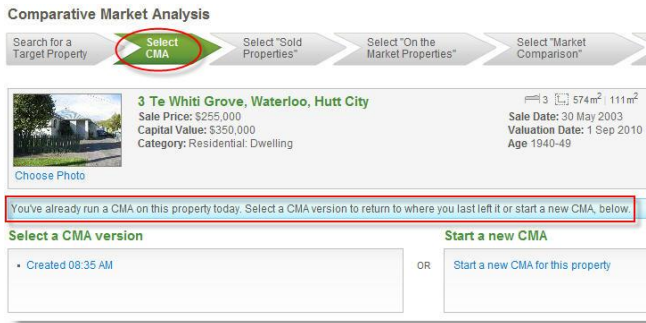 Comparative Market Analysis
Search for a
Target Property
Select
CMA
Select "Sold
Properties"
Select "On the
Market Properties"
Select "Market
Comparison"
3 Te Whiti Grove, Waterloo, Hutt City
Sale Price: $255,000
Capital Value: $350,000
Category: Residential: Dwelling
3 574m² 111m²
Sale Date: 30 May 2003
Valuation Date: 1 Sep 2010
Age 1940-49
Choose Photo
You've already run a CMA on this property today. Select a CMA version to return to where you last left it or start a new CMA, below.
Select a CMA version
Created 08:35 AM
OR
Start a new CMA
Start a new CMA for this property